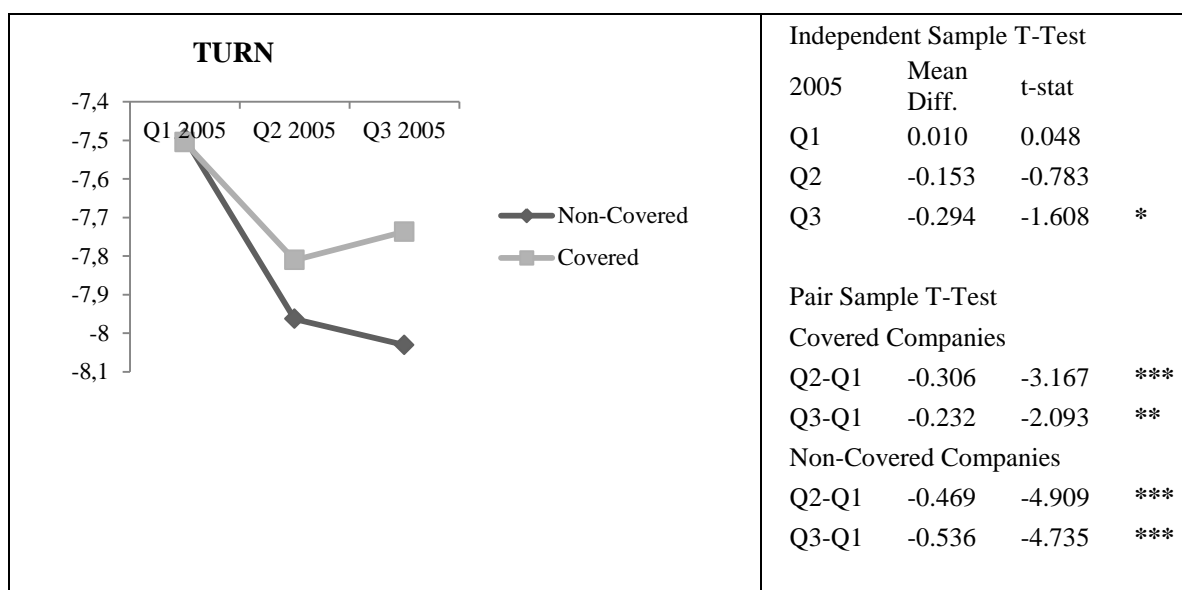 TURN
-7,4
-7,5
-7,6
-7,7
-7,8
-7,9
-8
-8,1
Q1 2005 Q2 2005 Q3 2005
Non-Covered
Covered
Independent Sample T-Test
2005 Mean Diff. t-stat
Q1 0.010 0.048
Q2 -0.153 -0.783
Q3 -0.294 -1.608 *
Pair Sample T-Test
Covered Companies
Q2-Q1 -0.306 -3.167 ***
Q3-Q1 -0.232 -2.093 **
Non-Covered Companies
Q2-Q1 -0.469 -4.909 ***
Q3-Q1 -0.536 -4.735 ***